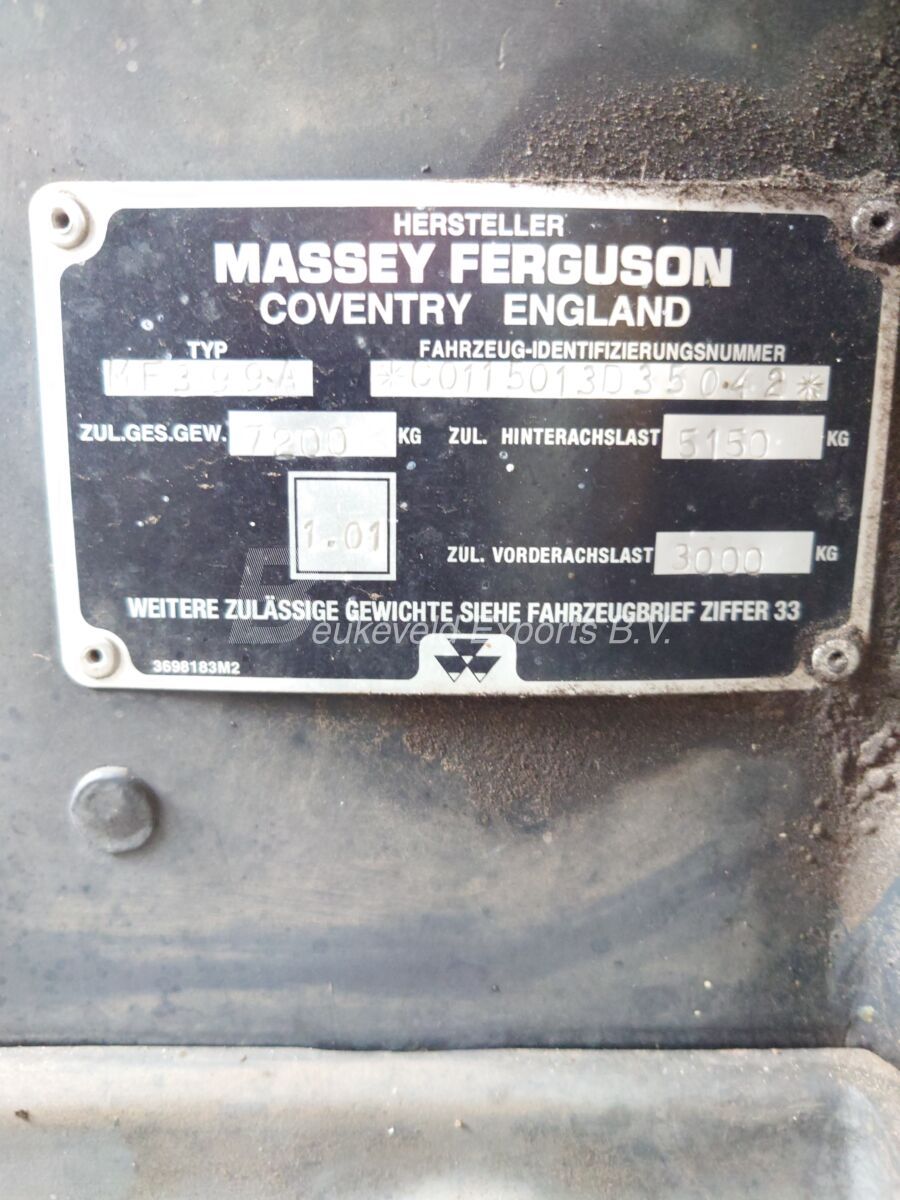 HERSTELLER
MASSEY FERGUSON
COVENTRY ENGLAND
TYP FAHRZEUG-IDENTIFIZIERUNGSNUMMER
MF399A *C0115013D35042*
ZUL.GES.GEW. 7200 KG ZUL. HINTERACHSLAST 5150 KG
1.01
ZUL. VORDERACHSLAST 3000 KG
WEITERE ZULÄSSIGE GEWICHTE SIEHE FAHRZEUGBRIEF ZIFFER 33
Beukeveld Exports B.V.
3698183M2